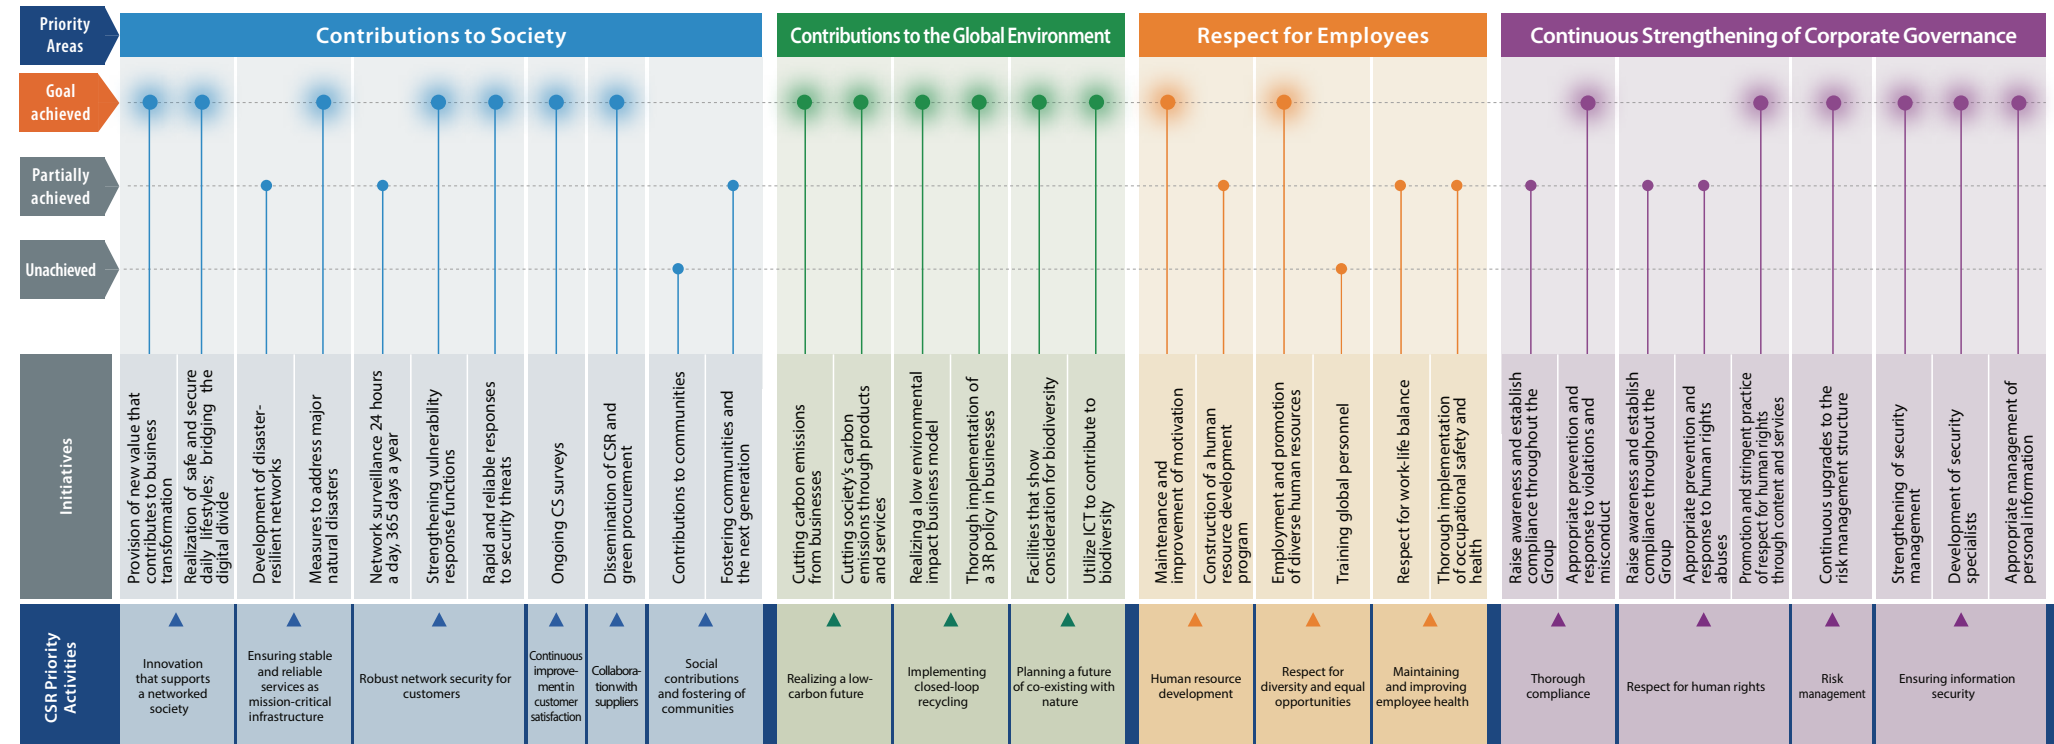 Priority
Areas
Contributions to Society
Contributions to the Global Environment
Respect for Employees
Continuous Strengthening of Corporate Governance
Goal
achieved
Partially
achieved
Unachieved
Initiatives
Provision of new value that
contributes to business
transformation
Realization of safe and secure
daily lifestyles; bridging the
digital divide
Development of disaster-
resilient networks
Measures to address major
natural disasters
Network surveillance 24 hours
a day, 365 days a year
Strengthening vulnerability
response functions
Rapid and reliable responses
to security threats
Ongoing CS surveys
Dissemination of CSR and
green procurement
Contributions to communities
Fostering communities and
the next generation
Cutting carbon emissions
from businesses
Cutting society's carbon
emissions through products
and services
Realizing a low environmental
impact business model
Thorough implementation of
a 3R policy in businesses
Facilities that show
consideration for biodiversity
Utilize ICT to contribute to
biodiversity
Maintenance and
improvement of motivation
Construction of a human
resource development
program
Employment and promotion
of diverse human resources
Training global personnel
Respect for work-life balance
Thorough implementation
of occupational safety and
health
Raise awareness and establish
compliance throughout the
Group
Appropriate prevention and
response to violations and
misconduct
Raise awareness and establish
compliance throughout the
Group
Appropriate prevention and
response to human rights
abuses
Promotion and stringent practice
of respect for human rights
through content and services
Continuous upgrades to the
risk management structure
Strengthening of security
management
Development of security
specialists
Appropriate management of
personal information
CSR Priority
Activities
Innovation
that supports
a networked
society
Ensuring stable
and reliable
services as
mission-critical
infrastructure
Robust network security for
customers
Continuous
improve-
ment in
customer
satisfaction
Collabora-
tion with
suppliers
Social
contributions
and fostering of
communities
Realizing a low-
carbon future
Implementing
closed-loop
recycling
Planning a future
of co-existing with
nature
Human resource
development
Respect for
diversity and equal
opportunities
Maintaining
and improving
employee health
Thorough
compliance
Respect for human rights
Risk
management
Ensuring information
security